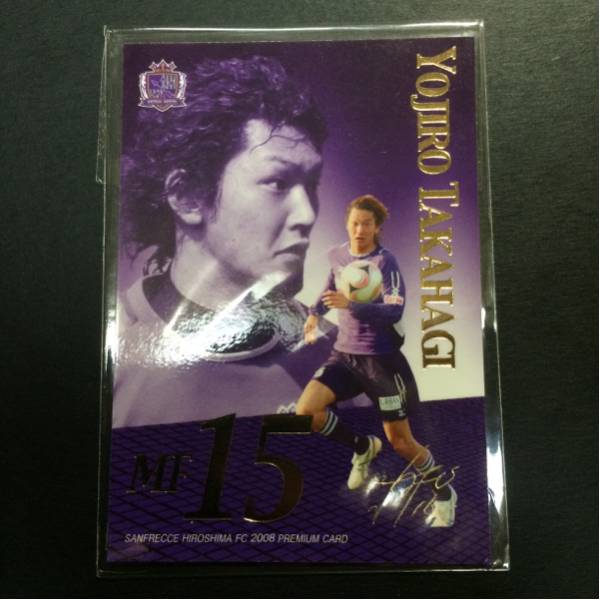 YOJIRO TAKAHAGI
MF 15
SANFRECCE HIROSHIMA FC 2008 PREMIUM CARD